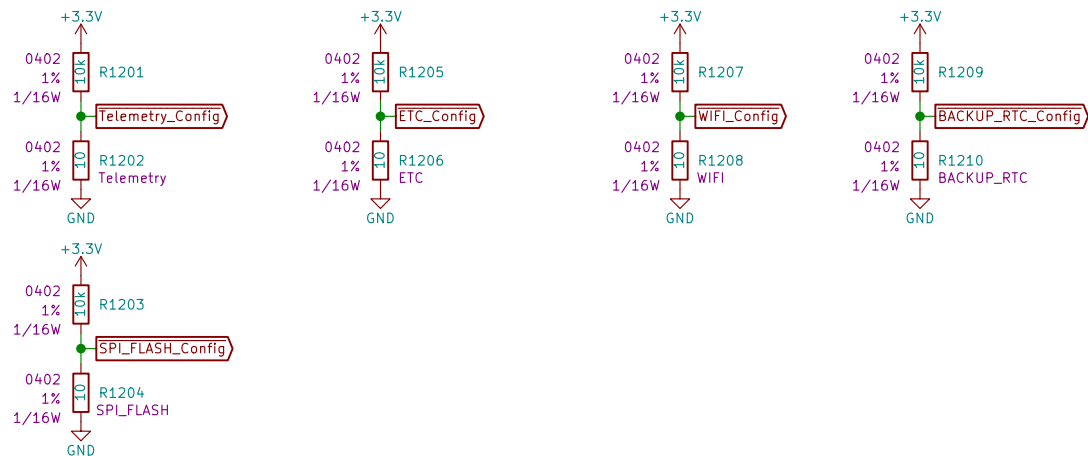 +3.3V
0402
1%
1/16W
10k
R1201
Telemetry_Config
0402
1%
1/16W
10
R1202
Telemetry
GND
+3.3V
0402
1%
1/16W
10k
R1205
ETC_Config
0402
1%
1/16W
10
R1206
ETC
GND
+3.3V
0402
1%
1/16W
10k
R1207
WIFI_Config
0402
1%
1/16W
10
R1208
WIFI
GND
+3.3V
0402
1%
1/16W
10k
R1209
BACKUP_RTC_Config
0402
1%
1/16W
10
R1210
BACKUP_RTC
GND
+3.3V
0402
1%
1/16W
10k
R1203
SPI_FLASH_Config
0402
1%
1/16W
10
R1204
SPI_FLASH
GND